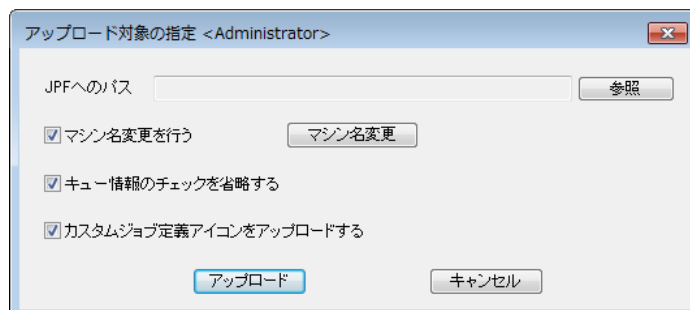 アップロード対象の指定 <Administrator>
JPFへのパス 参照
マシン名変更を行う マシン名変更
キュー情報のチェックを省略する
カスタムジョブ定義アイコンをアップロードする
アップロード キャンセル